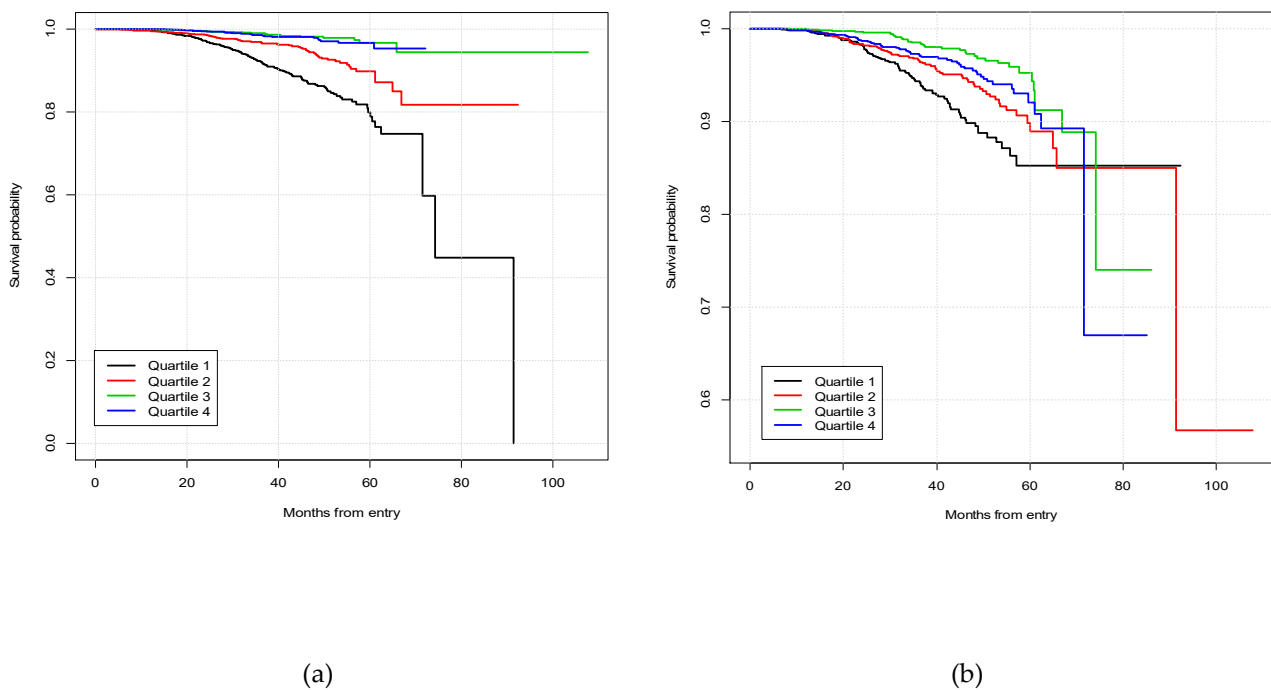 1.0
0.8
0.6
0.4
0.2
0.0
Survival probability
Quartile 1
Quartile 2
Quartile 3
Quartile 4
0 20 40 60 80 100
Months from entry
(a)
1.0
0.9
0.8
0.7
0.6
Survival probability
Quartile 1
Quartile 2
Quartile 3
Quartile 4
0 20 40 60 80 100
Months from entry
(b)